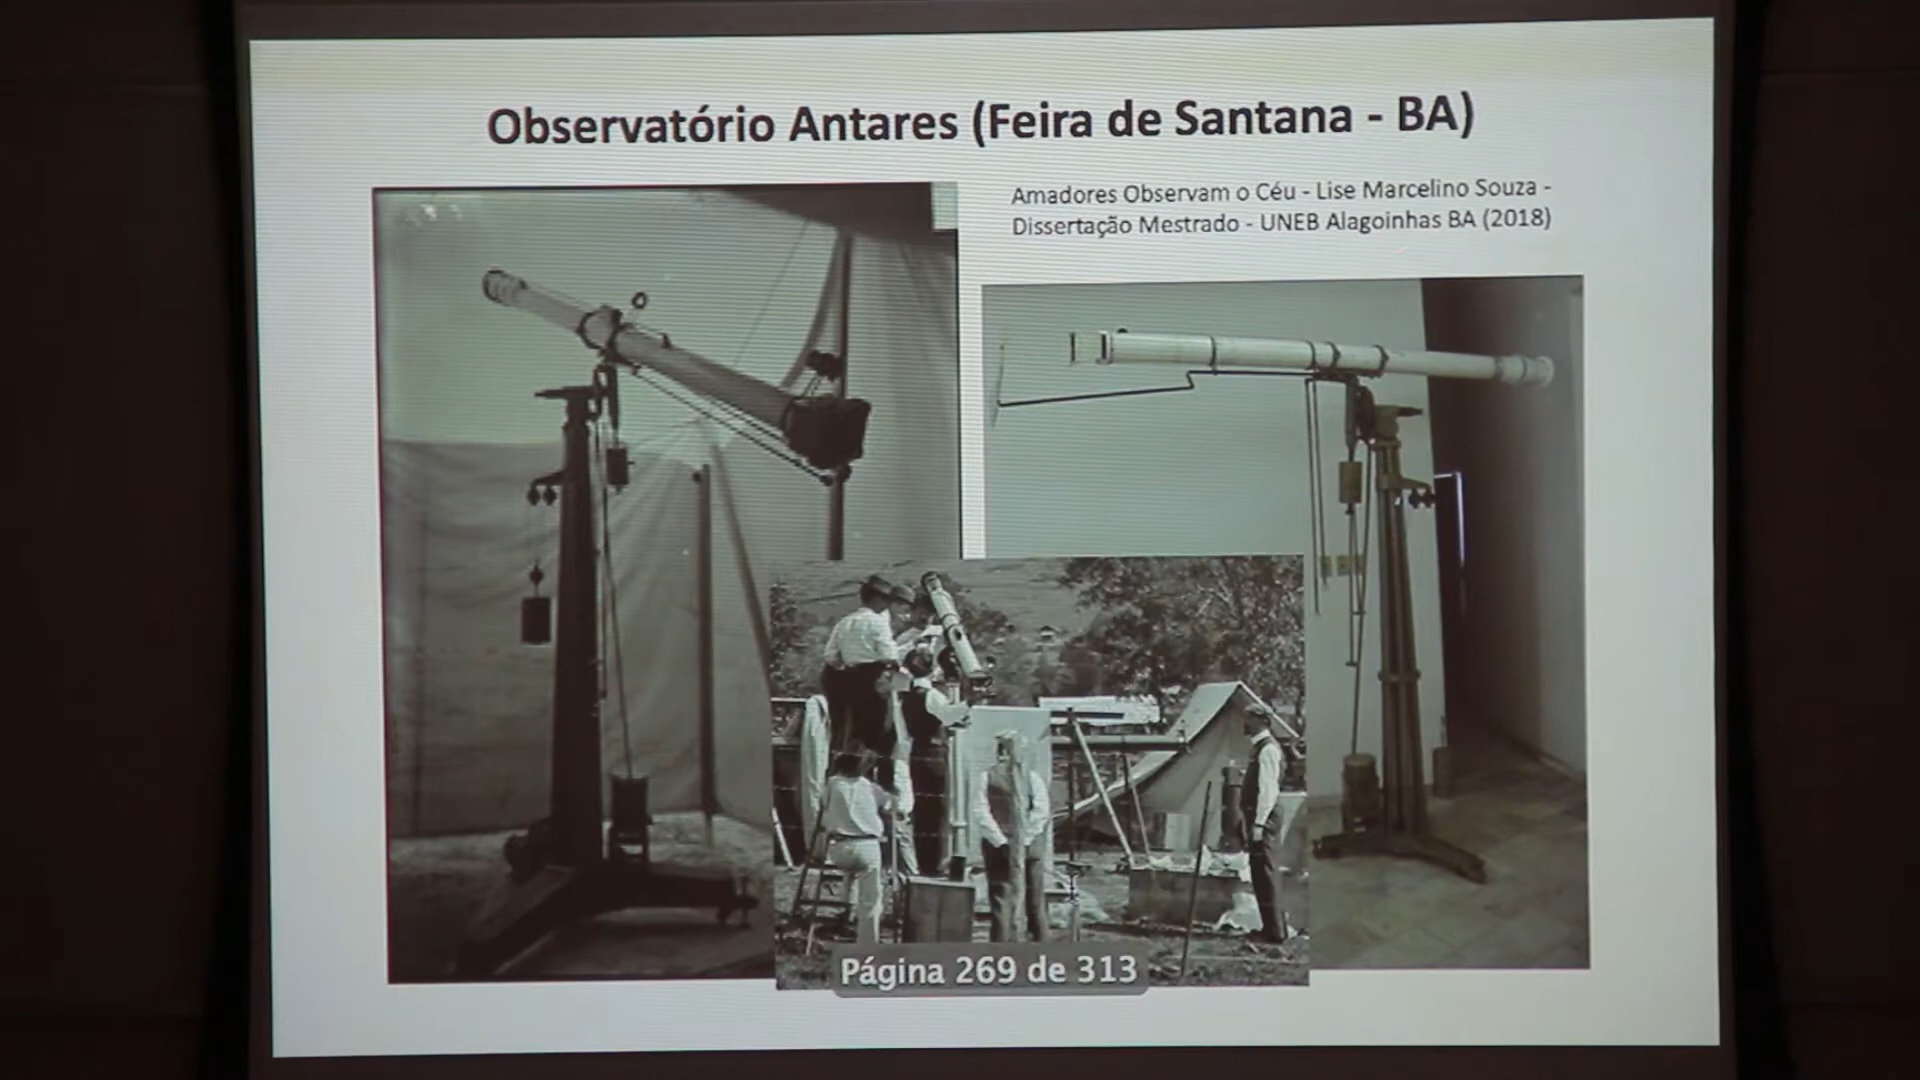 Observatório Antares (Feira de Santana - BA)
Amadores Observam o Céu - Lise Marcelino Souza -
Dissertação Mestrado - UNEB Alagoinhas BA (2018)
Página 269 de 313